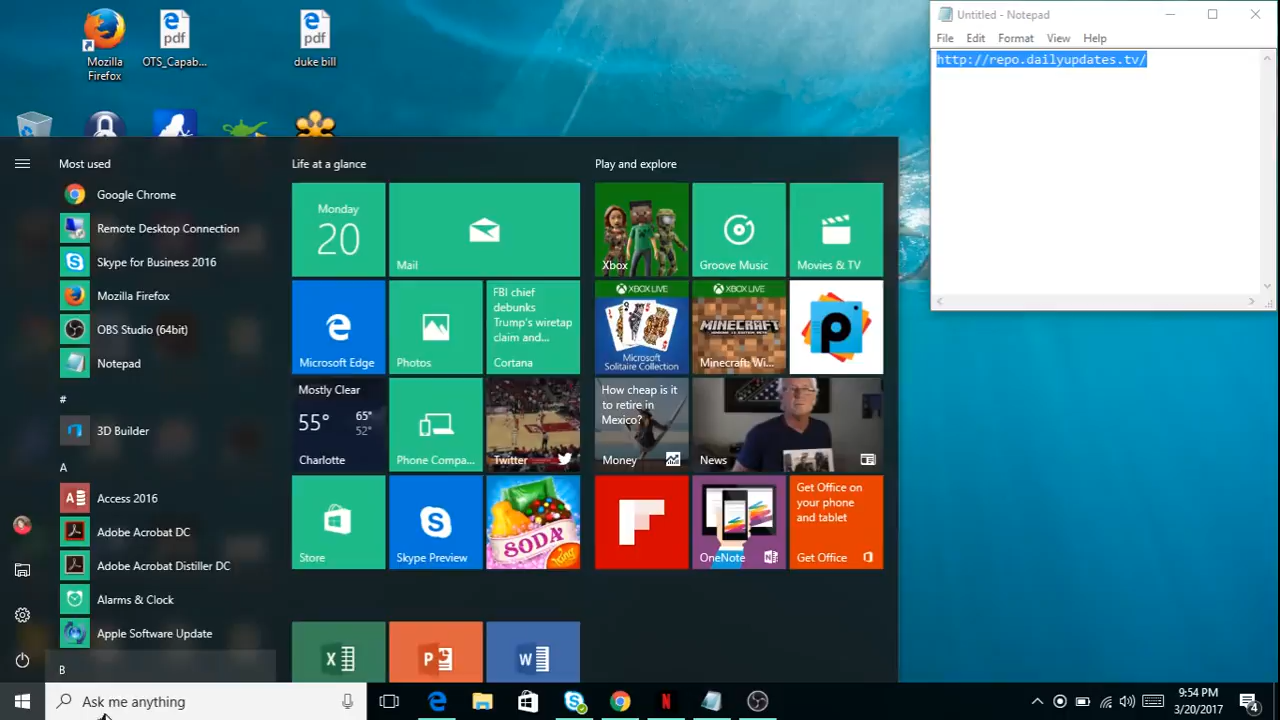 Mozilla
Firefox
OTS_Capab...
duke bill
pdf
pdf
Untitled - Notepad
File Edit Format View Help
http://repo.dailyupdates.tv/
Most used
Google Chrome
Remote Desktop Connection
Skype for Business 2016
Mozilla Firefox
OBS Studio (64bit)
Notepad
#
3D Builder
A
Access 2016
Adobe Acrobat DC
Adobe Acrobat Distiller DC
Alarms & Clock
Apple Software Update
B
Life at a glance
Monday
20
Mail
Microsoft Edge
Photos
FBI chief
debunks
Trump's wiretap
claim and...
Cortana
Mostly Clear
55° 65°
52°
Charlotte
Phone Compa...
Twitter
Store
Skype Preview
SODA
Play and explore
Xbox
Groove Music
Movies & TV
XBOX LIVE
Microsoft
Solitaire Collection
XBOX LIVE
MINECRAFT
Minecraft: Wi...
How cheap is it
to retire in
Mexico?
Money
News
OneNote
Get Office on
your phone
and tablet
Get Office
Ask me anything
9:54 PM
3/20/2017
4